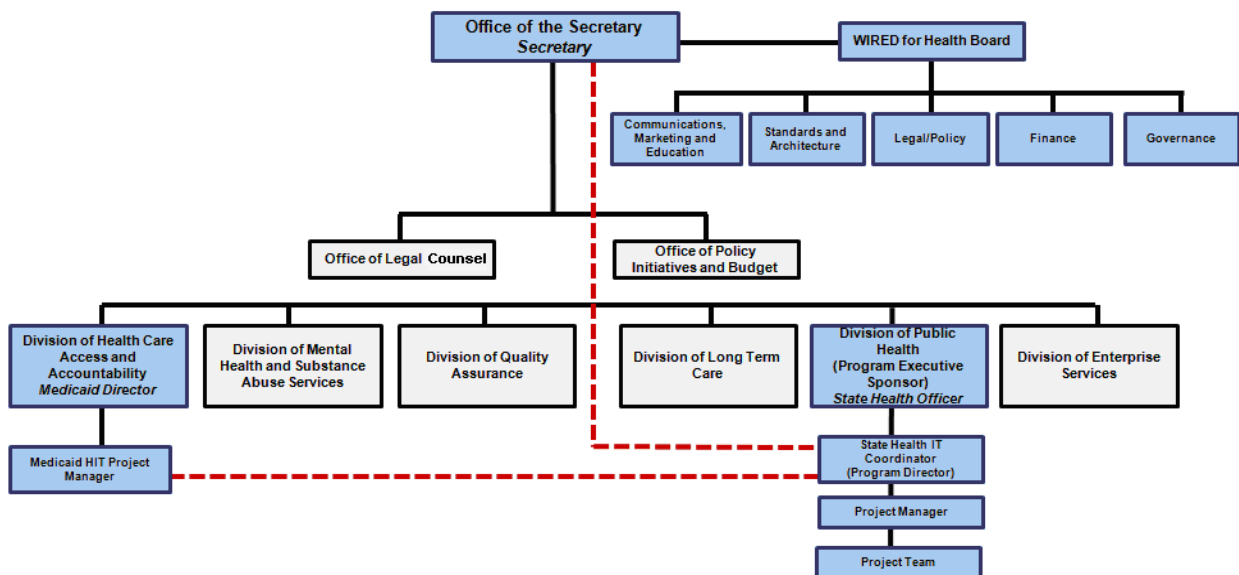 Office of the Secretary
Secretary
WIRED for Health Board
Communications,
Marketing and
Education
Standards and
Architecture
Legal/Policy
Finance
Governance
Office of Legal Counsel
Office of Policy
Initiatives and Budget
Division of Health Care
Access and
Accountability
Medicaid Director
Division of Mental
Health and Substance
Abuse Services
Division of Quality
Assurance
Division of Long Term
Care
Division of Public
Health
(Program Executive
Sponsor)
State Health Officer
Division of Enterprise
Services
Medicaid HIT Project
Manager
State Health IT
Coordinator
(Program Director)
Project Manager
Project Team